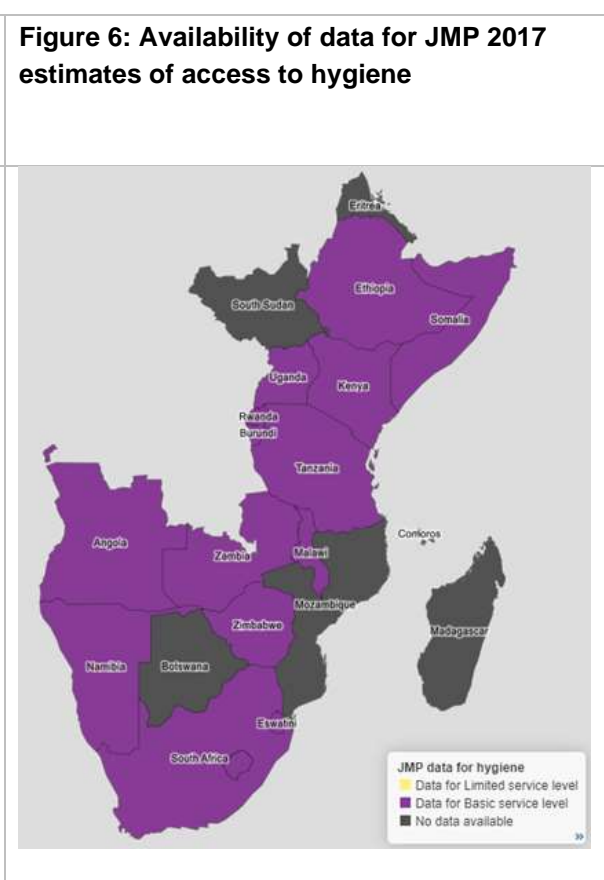 Figure 6: Availability of data for JMP 2017
estimates of access to hygiene
Eritrea
Ethiopia
South Sudan
Somalia
Uganda
Kenya
Rwanda
Burundi
Tanzania
Comoros
Angola
Malawi
Zambia
Mozambique
Zimbabwe
Madagascar
Namibia
Botswana
Eswatini
South Africa
JMP data for hygiene
Data for Limited service level
Data for Basic service level
No data available
»